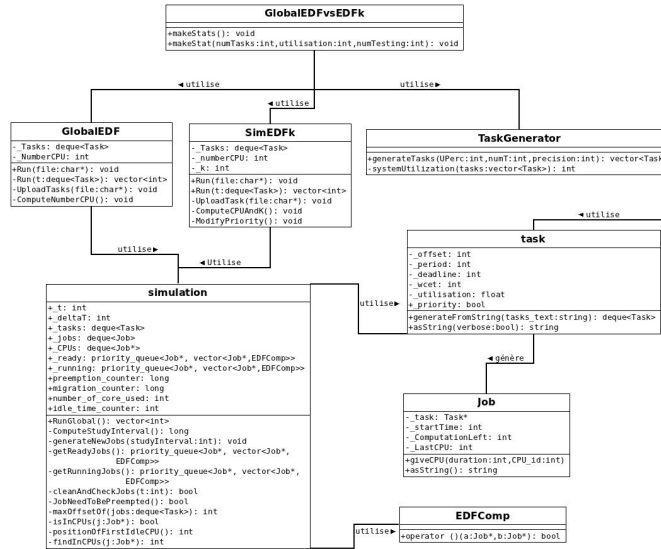 GlobalEDFvsEDFk
+makeStats(): void
+makeStat(numTasks:int,utilisation:int,numTesting:int): void
◄ utilise
utilise ►
GlobalEDF
-_Tasks: deque<Task>
-_NumberCPU: int
+Run(file:char*): void
-Run(t:deque<Task>): vector<int>
-UploadTasks(file:char*): void
-ComputeNumberCPU(): void
◄ utilise
SimEDFk
-_Tasks: deque<Task>
-_numberCPU: int
-_k: int
+Run(file:char*): void
+Run(t:deque<Task>): vector<int>
-UploadTask(file:char*): void
-ComputeCPUAndK(): void
-ModifyPriority(): void
TaskGenerator
+generateTasks(UPerc:int,numT:int,precision:int): vector<Task
-systemUtilization(tasks:vector<Task>): int
◄ utilise
utilise ►
◄ Utilise
task
-_offset: int
-_period: int
-_deadline: int
-_wcet: int
-_utilisation: float
+_priority: bool
+generateFromString(tasks_text:string): deque<Task>
+asString(verbose:bool): string
utilise ►
simulation
+_t: int
+_deltaT: int
+_tasks: deque<Task>
+_jobs: deque<Job>
+_CPUs: deque<Job*>
+_ready: priority_queue<Job*, vector<Job*,EDFComp>>
+_running: priority_queue<Job*, vector<Job*,EDFComp>>
+preemption_counter: long
+migration_counter: long
+number_of_core_used: int
+idle_time_counter: int
+RunGlobal(): vector<int>
-ComputeStudyInterval(): long
-generateNewJobs(studyInterval:int): void
-getReadyJobs(): priority_queue<Job*, vector<Job*,
EDFComp>>
-getRunningJobs(): priority_queue<Job*, vector<Job*,
EDFComp>>
-cleanAndCheckJobs(t:int): bool
-JobNeedToBePreempted(): bool
-maxOffsetOf(jobs:deque<Task>): int
-isInCPUs(j:Job*): bool
-positionOfFirstIdleCPU(): int
-findInCPUs(j:Job*): int
◄ génère
Job
-_task: Task*
-_startTime: int
-_ComputationLeft: int
-_LastCPU: int
+giveCPU(duration:int,CPU_id:int)
+asString(): string
utilise ►
EDFComp
+operator ()(a:Job*,b:Job*): bool